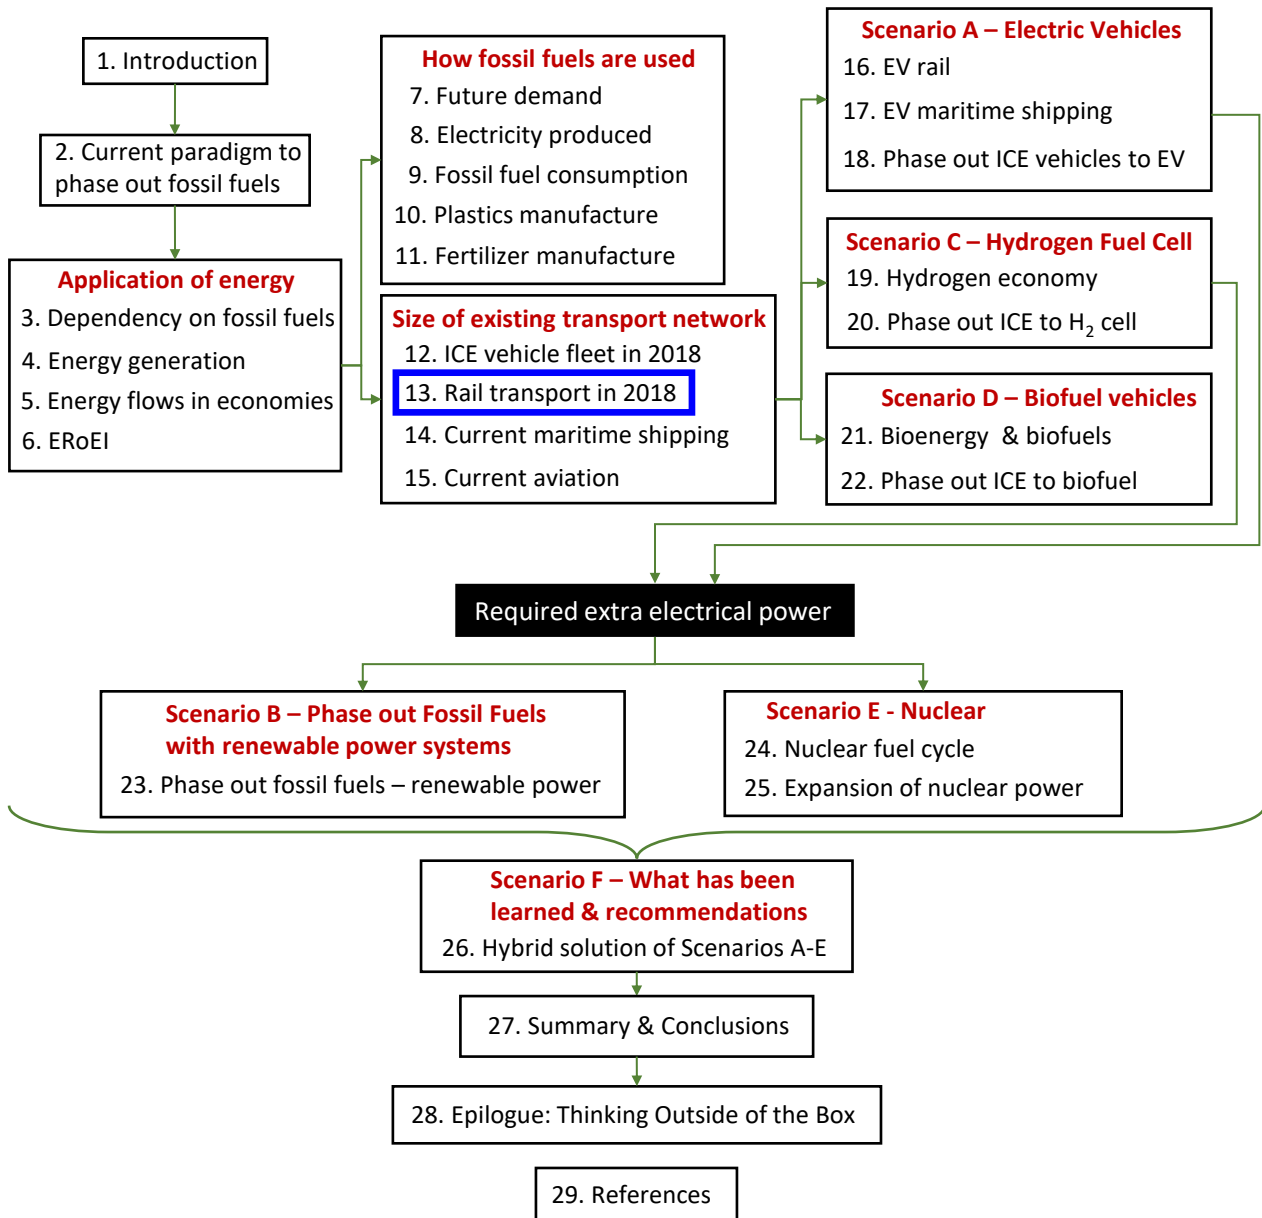 1. Introduction
2. Current paradigm to
phase out fossil fuels
Application of energy
3. Dependency on fossil fuels
4. Energy generation
5. Energy flows in economies
6. ERoEI
How fossil fuels are used
7. Future demand
8. Electricity produced
9. Fossil fuel consumption
10. Plastics manufacture
11. Fertilizer manufacture
Size of existing transport network
12. ICE vehicle fleet in 2018
13. Rail transport in 2018
14. Current maritime shipping
15. Current aviation
Scenario A – Electric Vehicles
16. EV rail
17. EV maritime shipping
18. Phase out ICE vehicles to EV
Scenario C – Hydrogen Fuel Cell
19. Hydrogen economy
20. Phase out ICE to H₂ cell
Scenario D – Biofuel vehicles
21. Bioenergy & biofuels
22. Phase out ICE to biofuel
Required extra electrical power
Scenario B – Phase out Fossil Fuels
with renewable power systems
23. Phase out fossil fuels – renewable power
Scenario E - Nuclear
24. Nuclear fuel cycle
25. Expansion of nuclear power
Scenario F – What has been
learned & recommendations
26. Hybrid solution of Scenarios A-E
27. Summary & Conclusions
28. Epilogue: Thinking Outside of the Box
29. References